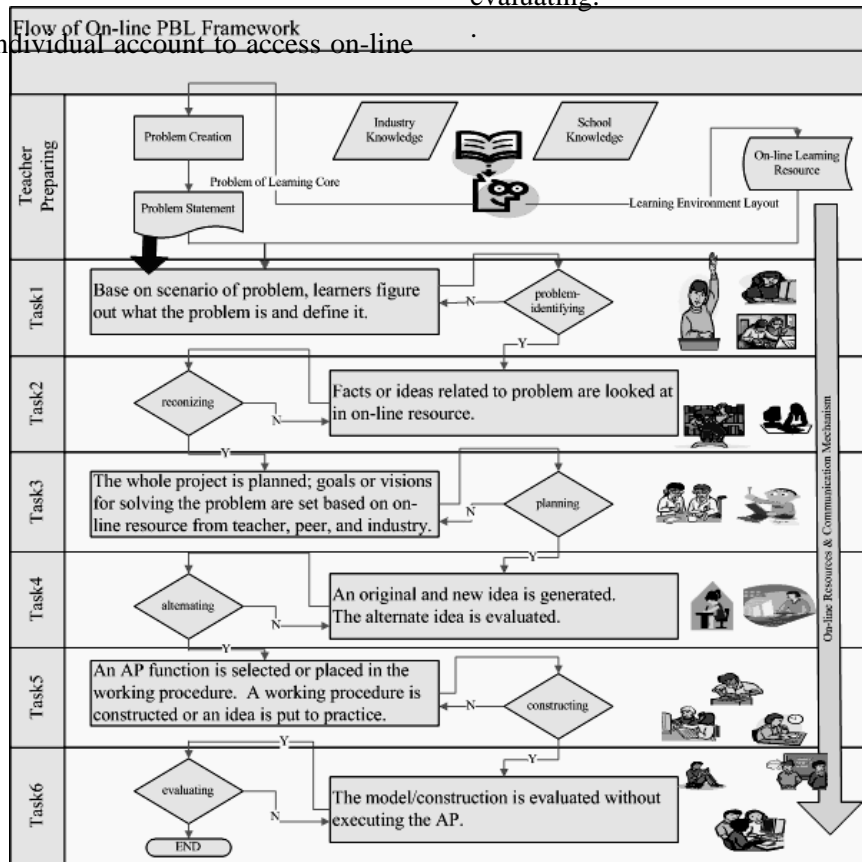 evaluating.
Flow of On-line PBL Framework
individual account to access on-line
.
Teacher
Preparing
Problem Creation
Industry
Knowledge
School
Knowledge
On-line Learning
Resource
Problem of Learning Core
Problem Statement
Learning Environment Layout
Task1
Base on scenario of problem, learners figure
out what the problem is and define it.
N
problem-
identifying
Y
Task2
reconizing
N
Facts or ideas related to problem are looked at
in on-line resource.
Y
Task3
The whole project is planned; goals or visions
for solving the problem are set based on on-
line resource from teacher, peer, and industry.
N
planning
Y
Task4
alternating
N
An original and new idea is generated.
The alternate idea is evaluated.
Y
Task5
An AP function is selected or placed in the
working procedure. A working procedure is
constructed or an idea is put to practice.
N
constructing
Y
Y
Task6
evaluating
N
The model/construction is evaluated without
executing the AP.
END
On-line Resources & Communication Mechanism